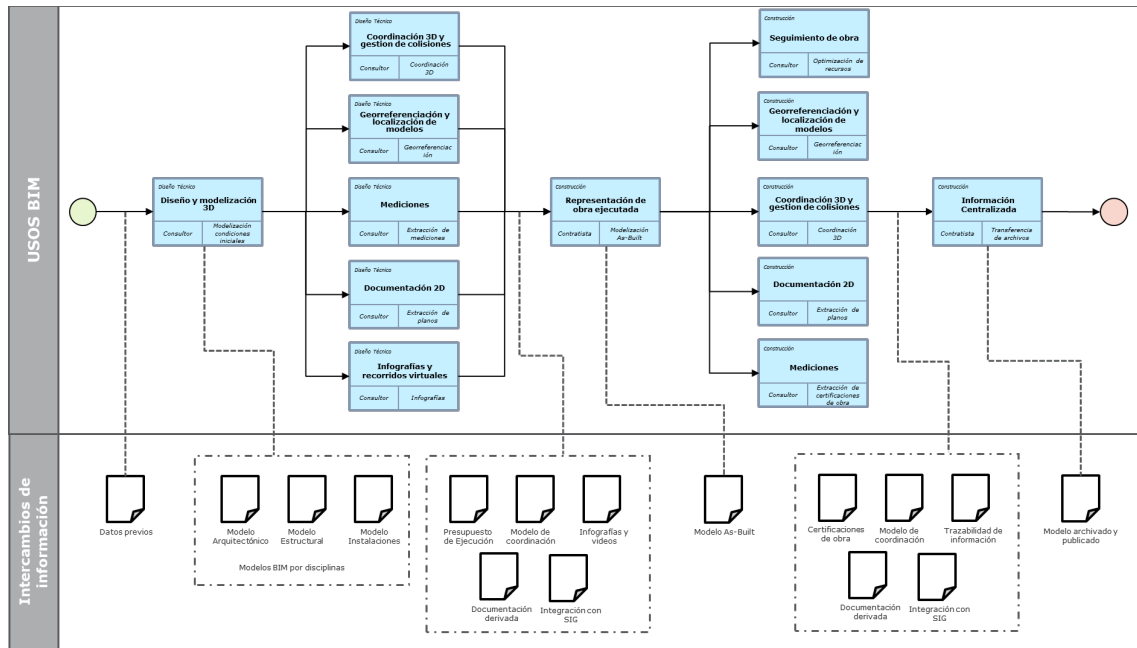 USOS BIM
Diseño Técnico
Diseño y modelización
3D
Consultor
Modelización
condiciones
iniciales
Diseño Técnico
Coordinación 3D y
gestion de colisiones
Consultor
Coordinación
3D
Diseño Técnico
Georreferenciación y
localización de
modelos
Consultor
Georreferencia
ción
Diseño Técnico
Mediciones
Consultor
Extracción de
mediciones
Diseño Técnico
Documentación 2D
Consultor
Extracción de
planos
Diseño Técnico
Infografías y
recorridos virtuales
Consultor
Infografías
Construcción
Representación de
obra ejecutada
Contratista
Modelización
As-Built
Construcción
Seguimiento de obra
Consultor
Optimización de
recursos
Construcción
Georreferenciación y
localización de
modelos
Consultor
Georreferencia
ción
Construcción
Coordinación 3D y
gestion de colisiones
Consultor
Coordinación
3D
Construcción
Documentación 2D
Consultor
Extracción de
planos
Construcción
Mediciones
Consultor
Extracción de
certificaciones
de obra
Construcción
Información
Centralizada
Contratista
Transferencia
de archivos
Intercambios de
información
Datos previos
Modelo
Arquitectónico
Modelo
Estructural
Modelo
Instalaciones
Modelos BIM por disciplinas
Presupuesto
de Ejecución
Modelo de
coordinación
Infografías y
videos
Documentación
derivada
Integración con
SIG
Modelo As-Built
Certificaciones
de obra
Modelo de
coordinación
Trazabilidad de
información
Documentación
derivada
Integración con
SIG
Modelo archivado y
publicado